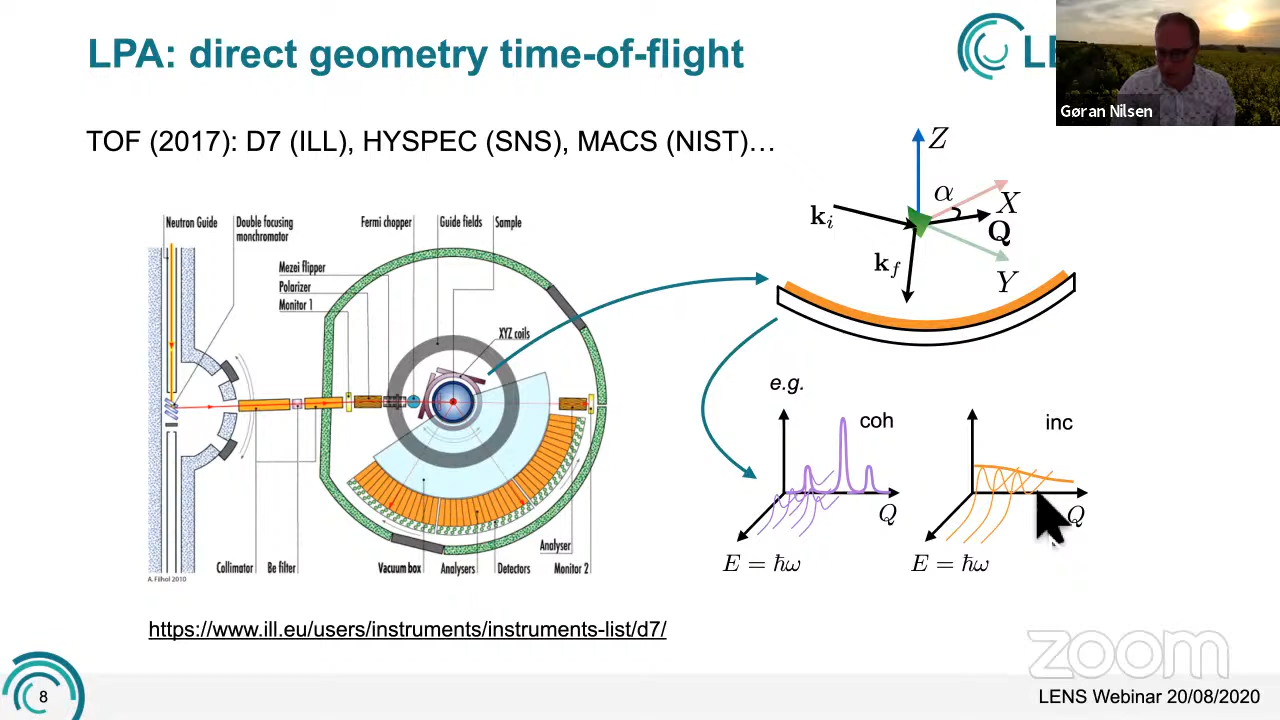 LPA: direct geometry time-of-flight
Gøran Nilsen
TOF (2017): D7 (ILL), HYSPEC (SNS), MACS (NIST)…
Neutron Guide
Double focusing
monochromator
Fermi chopper
Guide fields
Sample
Mezei flipper
Polarizer
Monitor 1
XYZ coils
Collimator
Be filter
Vacuum box
Analysers
Detectors
Analyser
Monitor 2
A. Filhol 2010
Z
α
X
k_i
Q
k_f
Y
e.g.
coh
inc
Q
Q
E = ħω
E = ħω
https://www.ill.eu/users/instruments/instruments-list/d7/
zoom
8
LENS Webinar 20/08/2020